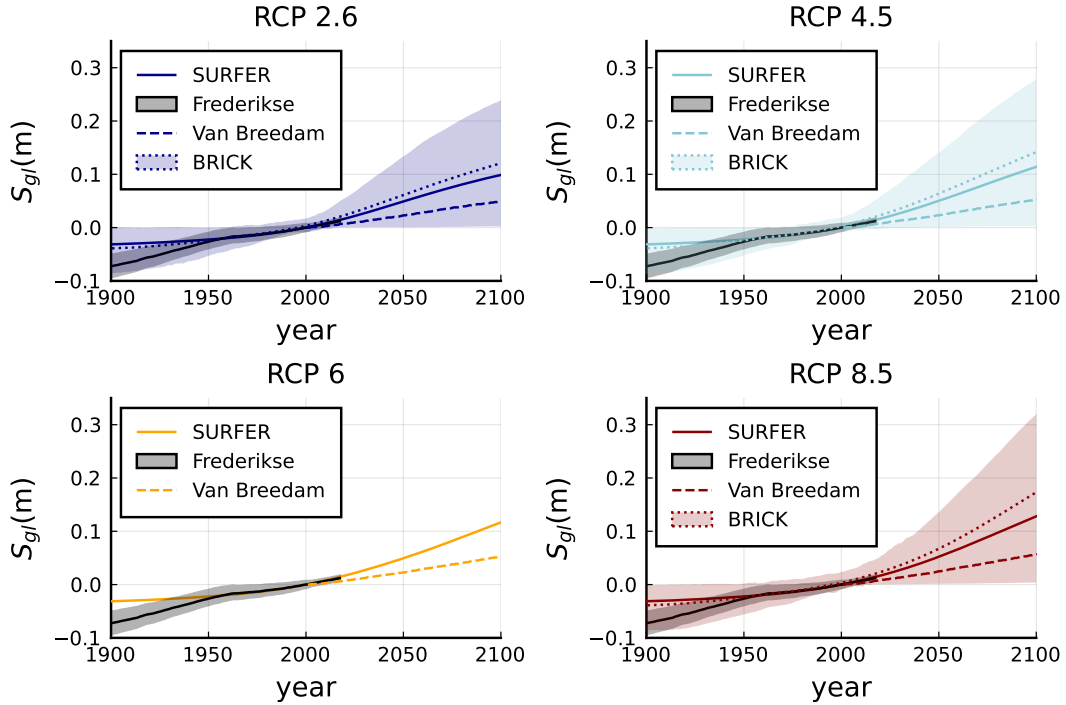 RCP 2.6
S_gl(m)
0.3
0.2
0.1
0.0
−0.1
SURFER
Frederikse
Van Breedam
BRICK
1900 1950 2000 2050 2100
year
RCP 4.5
S_gl(m)
0.3
0.2
0.1
0.0
−0.1
SURFER
Frederikse
Van Breedam
BRICK
1900 1950 2000 2050 2100
year
RCP 6
S_gl(m)
0.3
0.2
0.1
0.0
−0.1
SURFER
Frederikse
Van Breedam
1900 1950 2000 2050 2100
year
RCP 8.5
S_gl(m)
0.3
0.2
0.1
0.0
−0.1
SURFER
Frederikse
Van Breedam
BRICK
1900 1950 2000 2050 2100
year